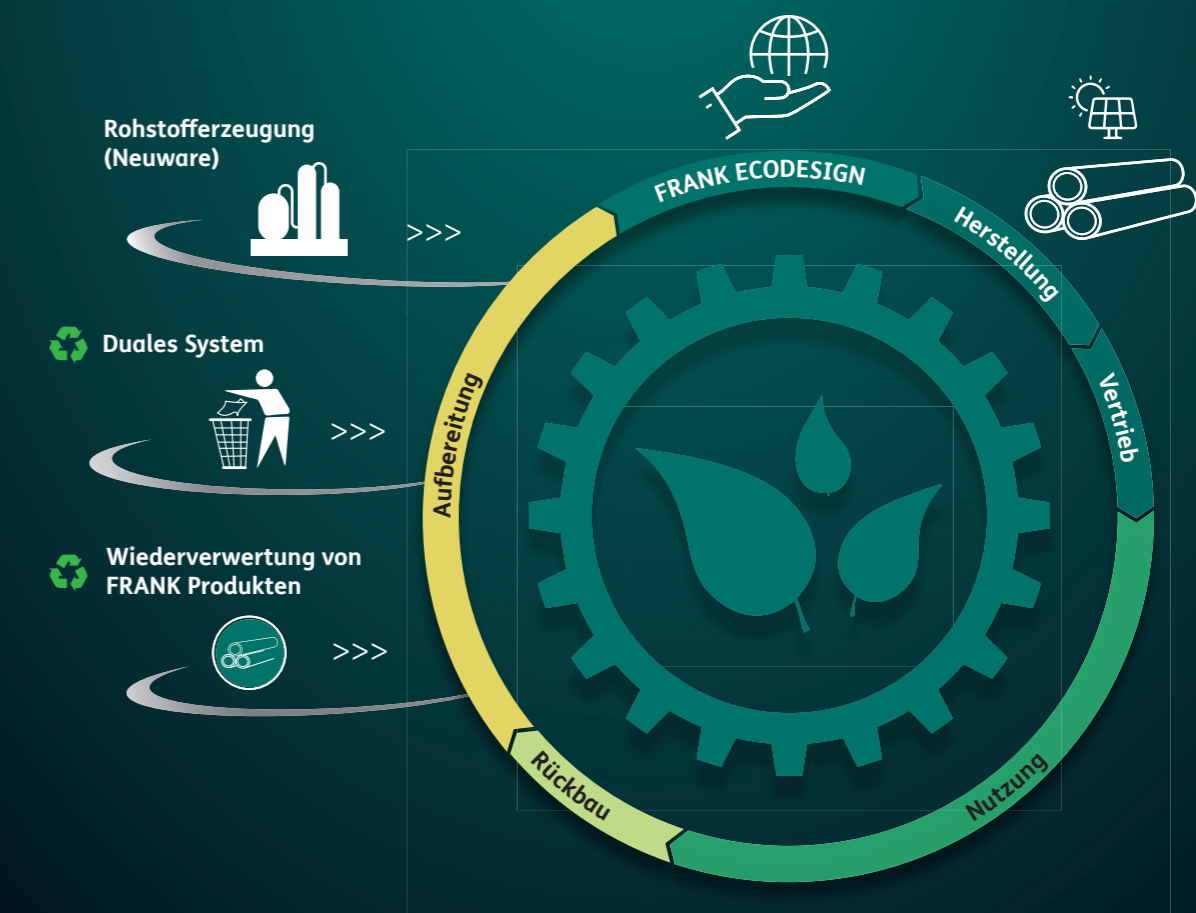 Rohstofferzeugung
(Neuware)
>>>
Duales System
>>>
Wiederverwertung von
FRANK Produkten
>>>
FRANK ECODESIGN
Herstellung
Vertrieb
Nutzung
Rückbau
Aufbereitung